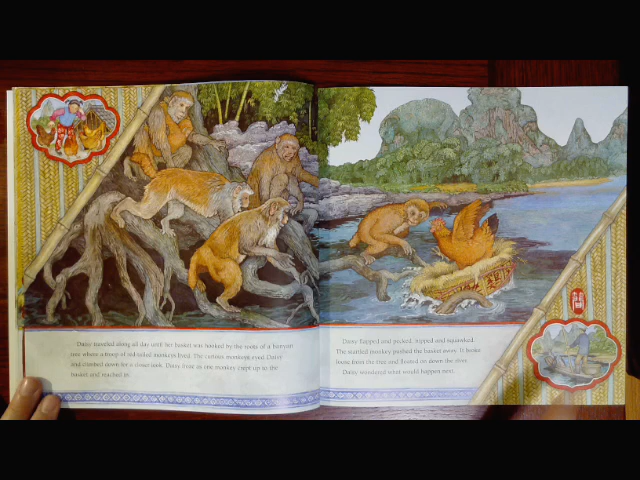 Daisy traveled along all day until her basket was hooked by the roots of a banyan
tree where a troop of red-tailed monkeys lived. The curious monkeys eyed Daisy
and climbed down for a closer look. Daisy froze as one monkey crept up to the
basket and reached in.
Daisy flapped and pecked, nipped and squawked.
The startled monkey pushed the basket away. It broke
loose from the tree and floated on down the river.
Daisy wondered what would happen next.